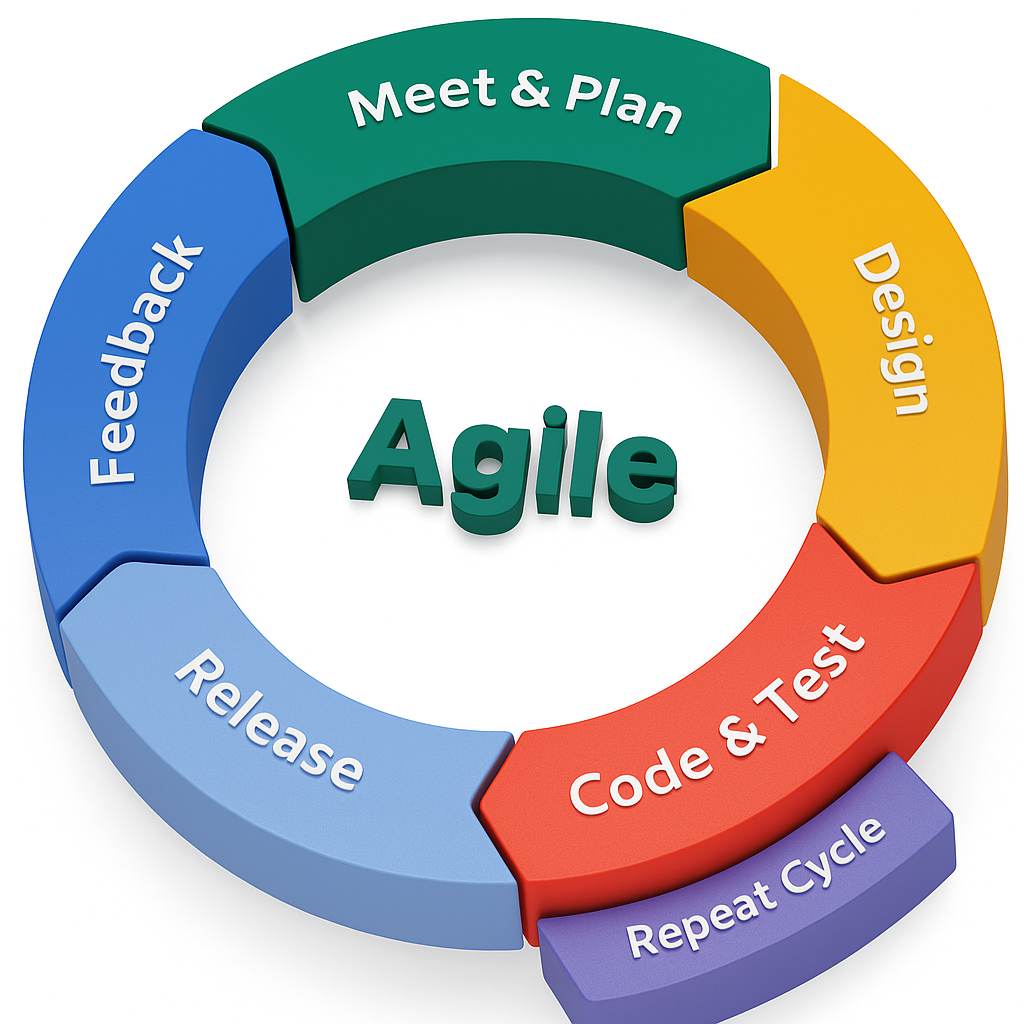 Meet & Plan
Design
Code & Test
Repeat Cycle
Release
Feedback
Agile